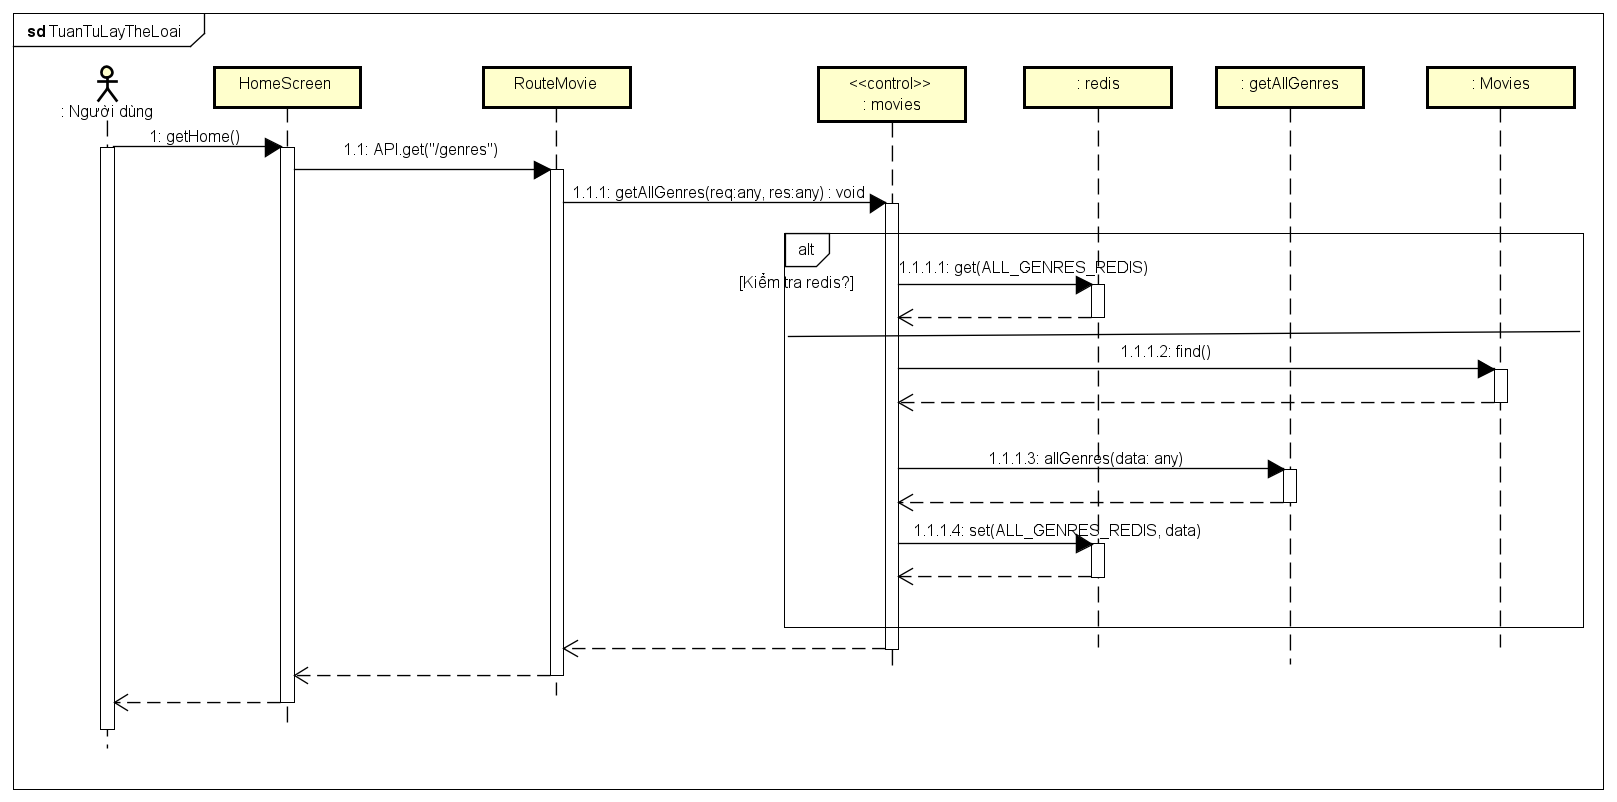 sd TuanTuLayTheLoai
: Người dùng
HomeScreen
RouteMovie
<<control>>
: movies
: redis
: getAllGenres
: Movies
1: getHome()
1.1: API.get("/genres")
1.1.1: getAllGenres(req:any, res:any) : void
alt
[Kiểm tra redis?]
1.1.1.1: get(ALL_GENRES_REDIS)
1.1.1.2: find()
1.1.1.3: allGenres(data: any)
1.1.1.4: set(ALL_GENRES_REDIS, data)